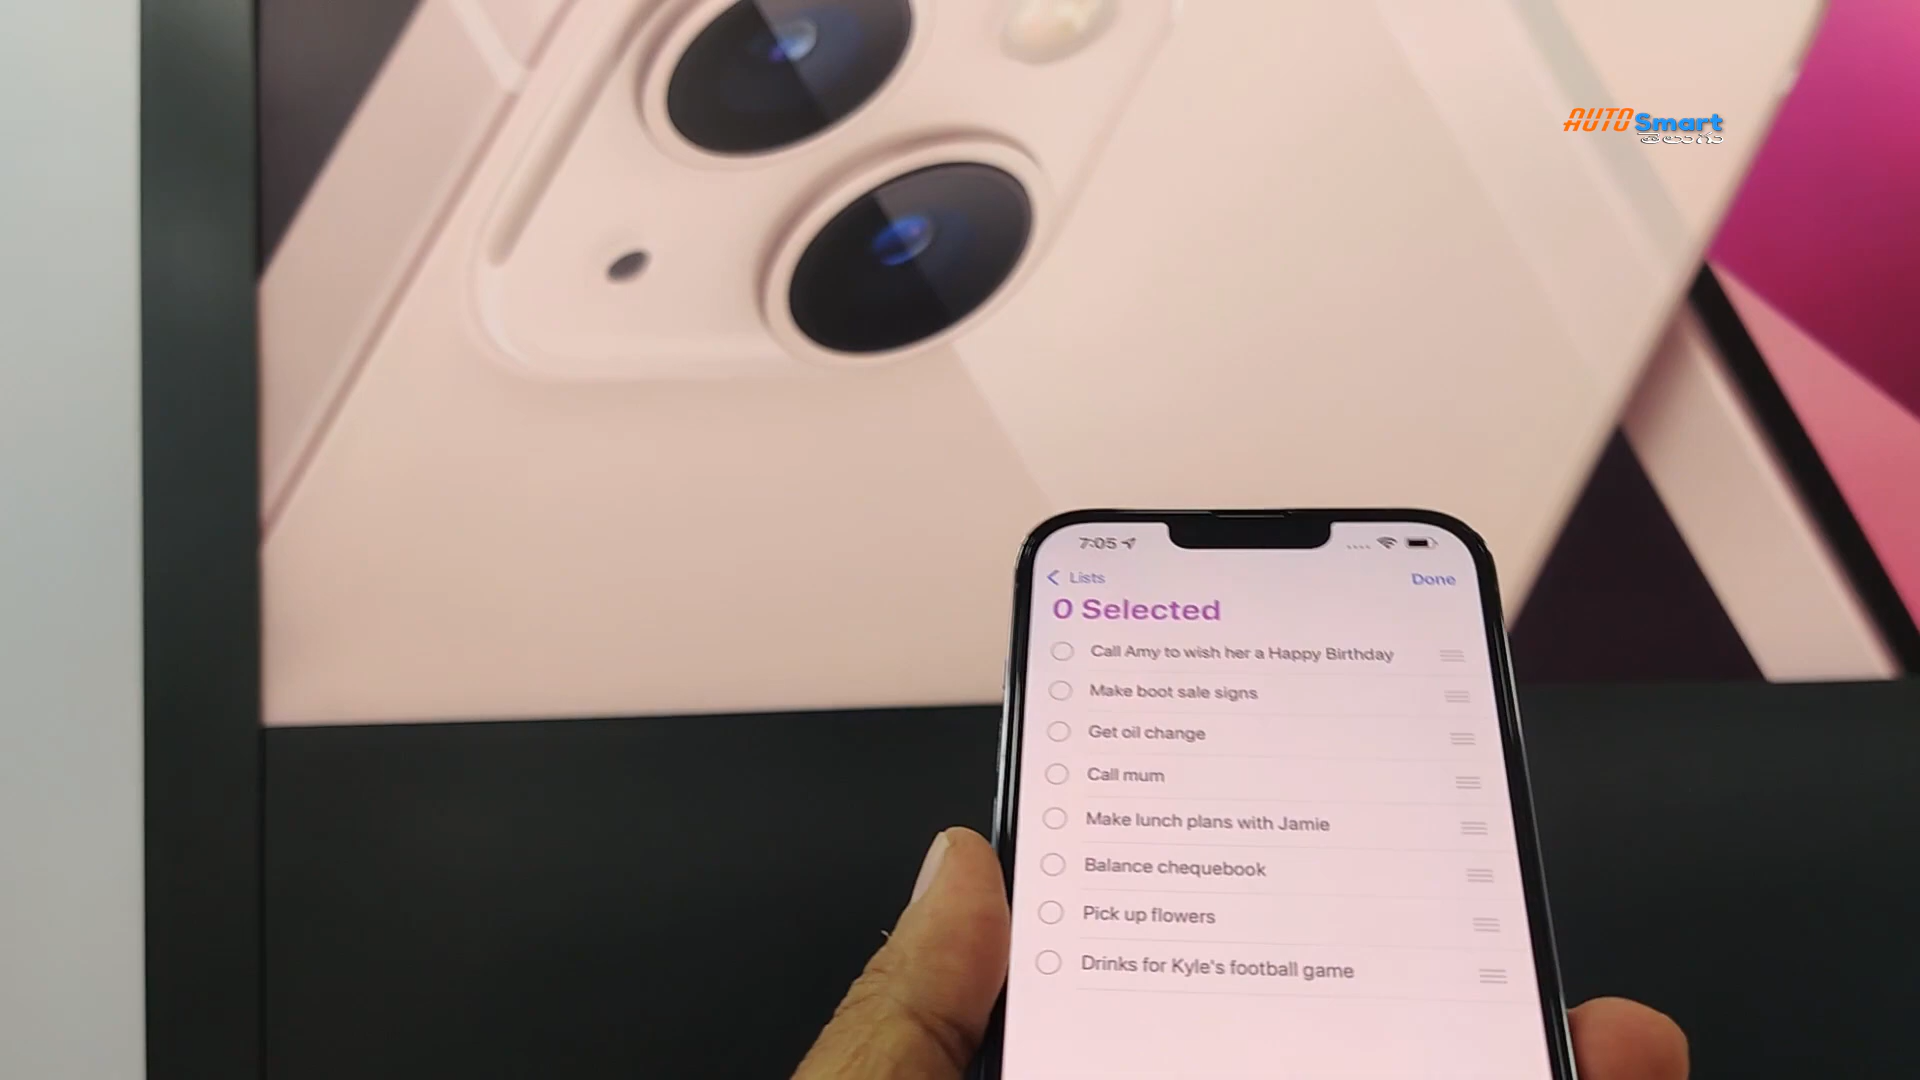 AUTO Smart
తెలుగు
7:05
Lists
Done
0 Selected
Call Amy to wish her a Happy Birthday
Make boot sale signs
Get oil change
Call mum
Make lunch plans with Jamie
Balance chequebook
Pick up flowers
Drinks for Kyle's football game